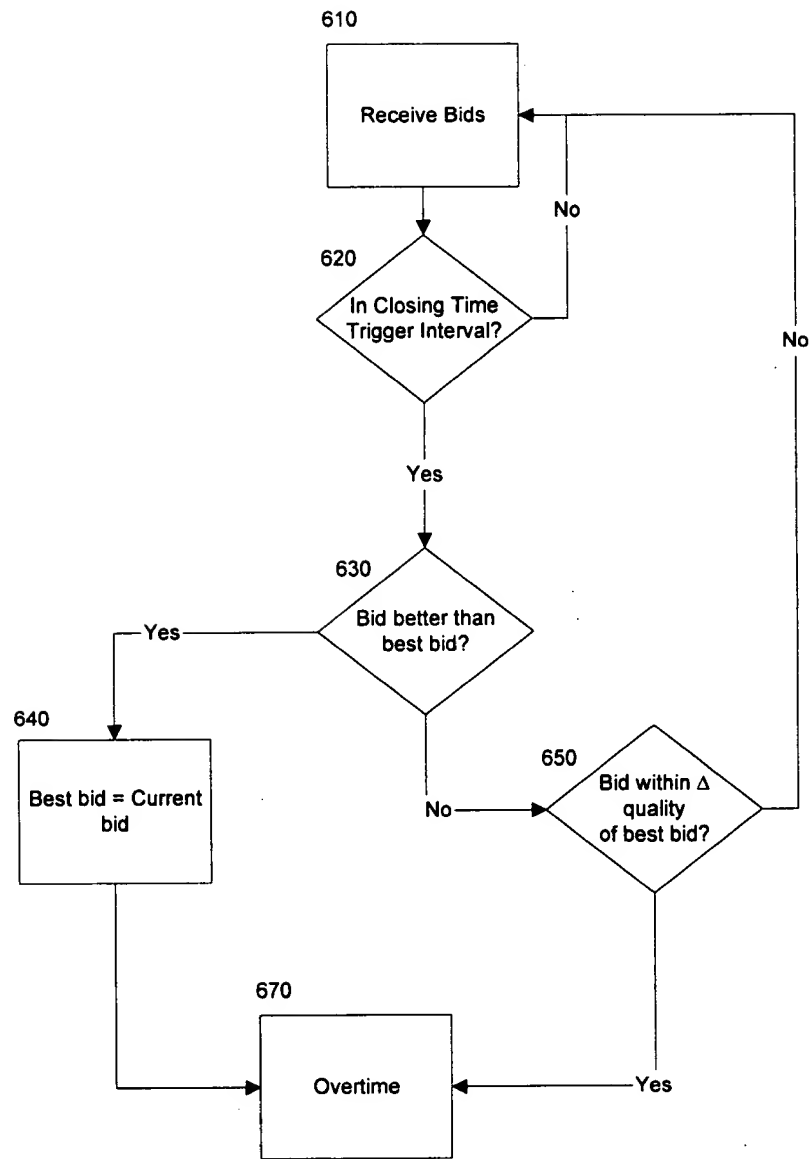 610
Receive Bids
No
620
In Closing Time
Trigger Interval?
No
Yes
630
Bid better than
best bid?
Yes
640
Best bid = Current
bid
No
650
Bid within Δ
quality
of best bid?
670
Overtime
Yes